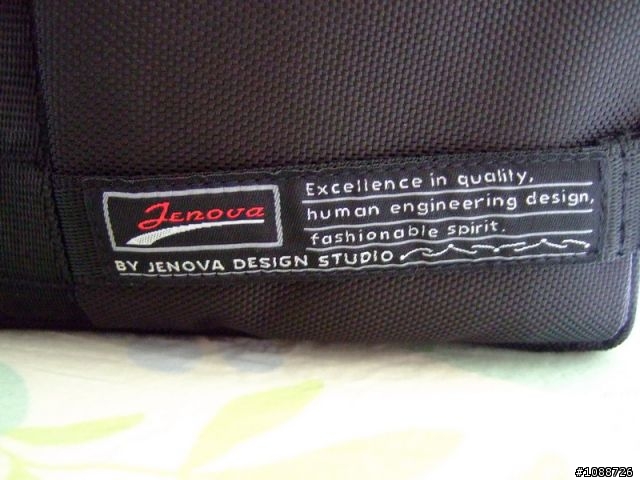 Jenova
Excellence in quality,
human engineering design,
fashionable spirit.
BY JENOVA DESIGN STUDIO
#1088726